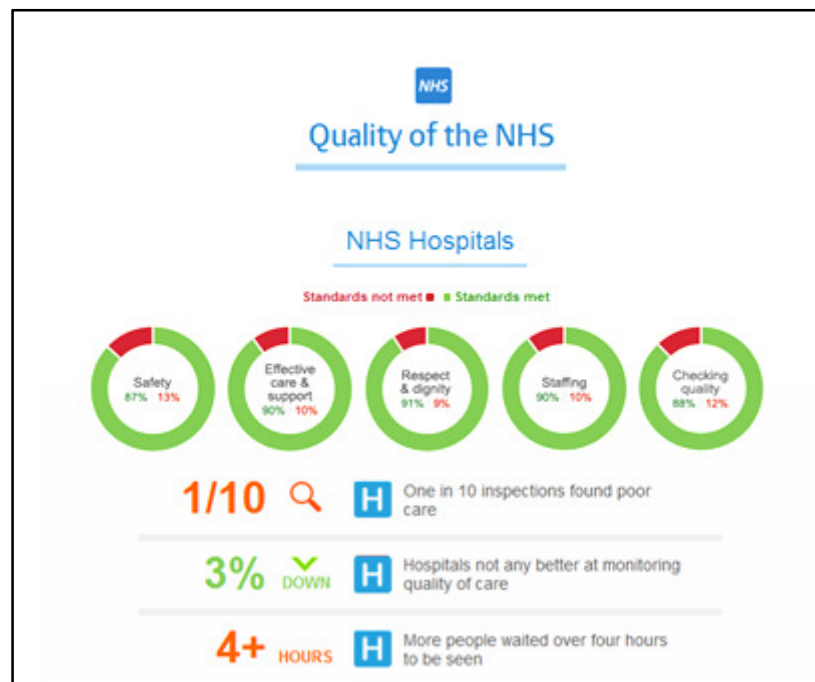 NHS
Quality of the NHS
NHS Hospitals
Standards not met Standards met
Safety
87% 13%
Effective
care &
support
90% 10%
Respect
& dignity
91% 9%
Staffing
90% 10%
Checking
quality
88% 12%
1/10
H
One in 10 inspections found poor
care
3% DOWN
H
Hospitals not any better at monitoring
quality of care
4+ HOURS
H
More people waited over four hours
to be seen